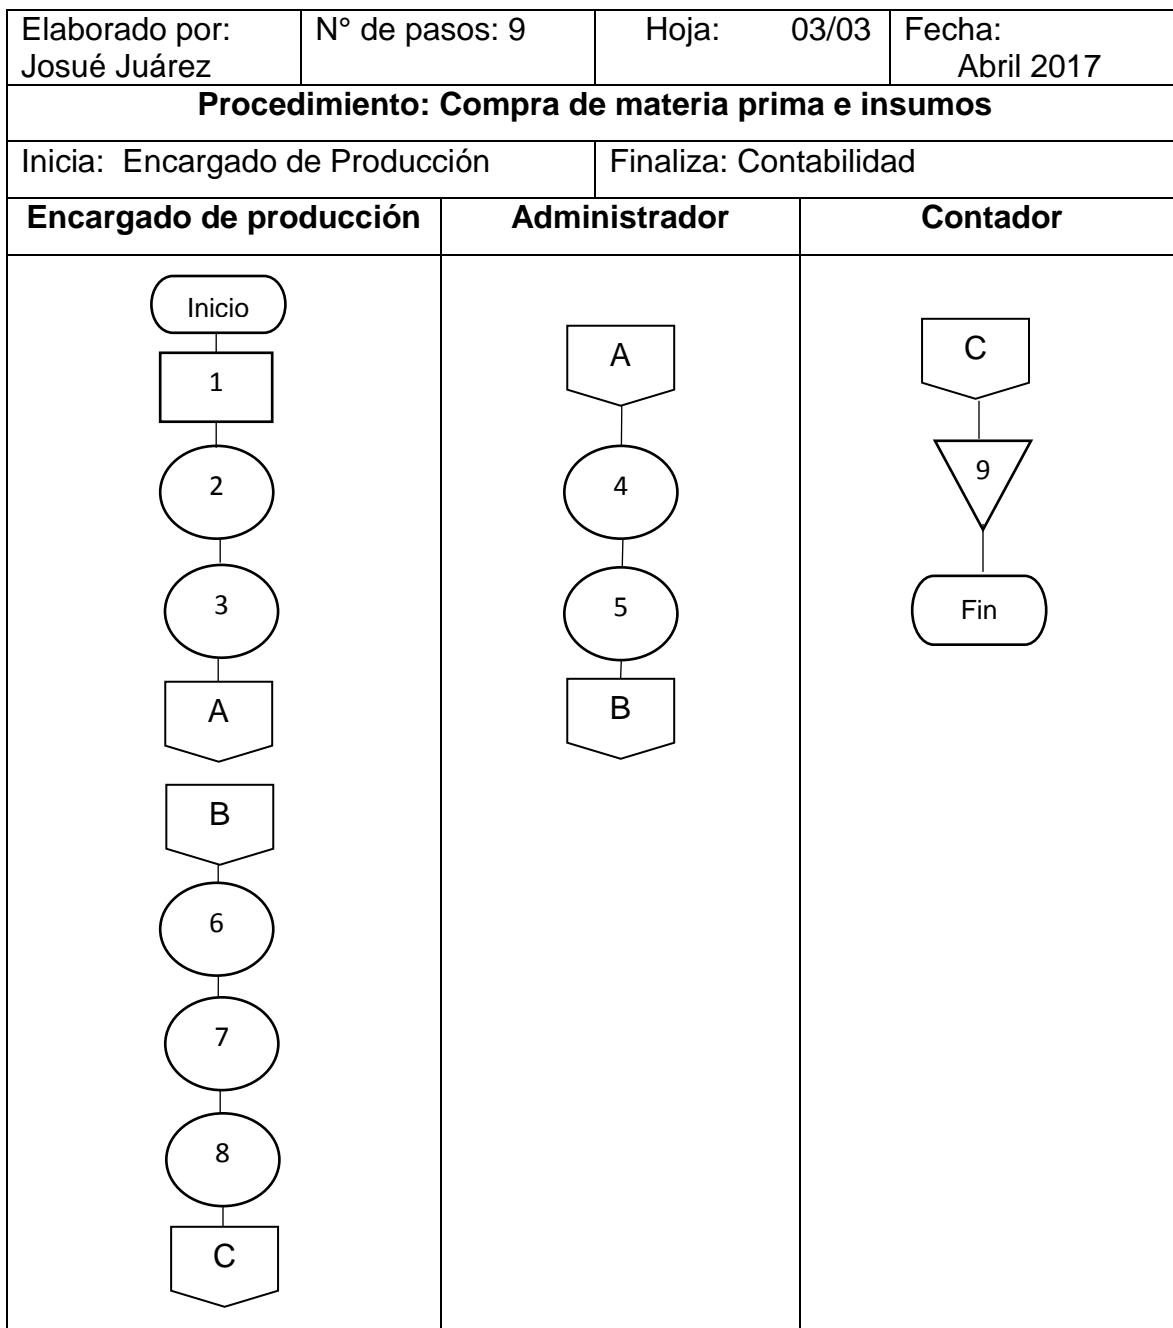 Elaborado por:
Josué Juárez
N° de pasos: 9
Hoja: 03/03
Fecha:
Abril 2017
Procedimiento: Compra de materia prima e insumos
Inicia: Encargado de Producción
Finaliza: Contabilidad
Encargado de producción
Administrador
Contador
Inicio
1
2
3
A
B
6
7
8
C
A
4
5
B
C
9
Fin